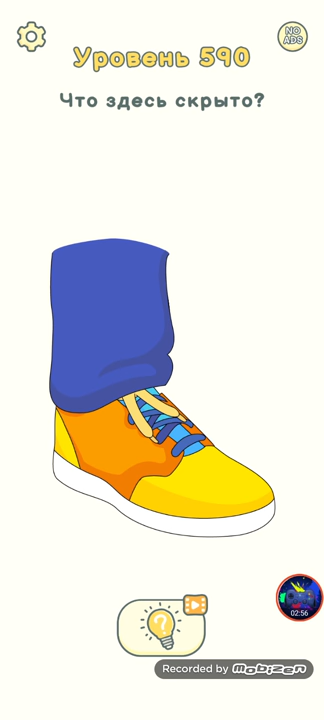 NO
ADS
Уровень 590
Что здесь скрыто?
?
02:56
Recorded by mobizen